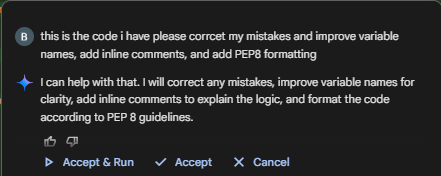 B this is the code i have please corrcet my mistakes and improve variable
names, add inline comments, and add PEP8 formatting
I can help with that. I will correct any mistakes, improve variable names for
clarity, add inline comments to explain the logic, and format the code
according to PEP 8 guidelines.
Accept & Run Accept Cancel